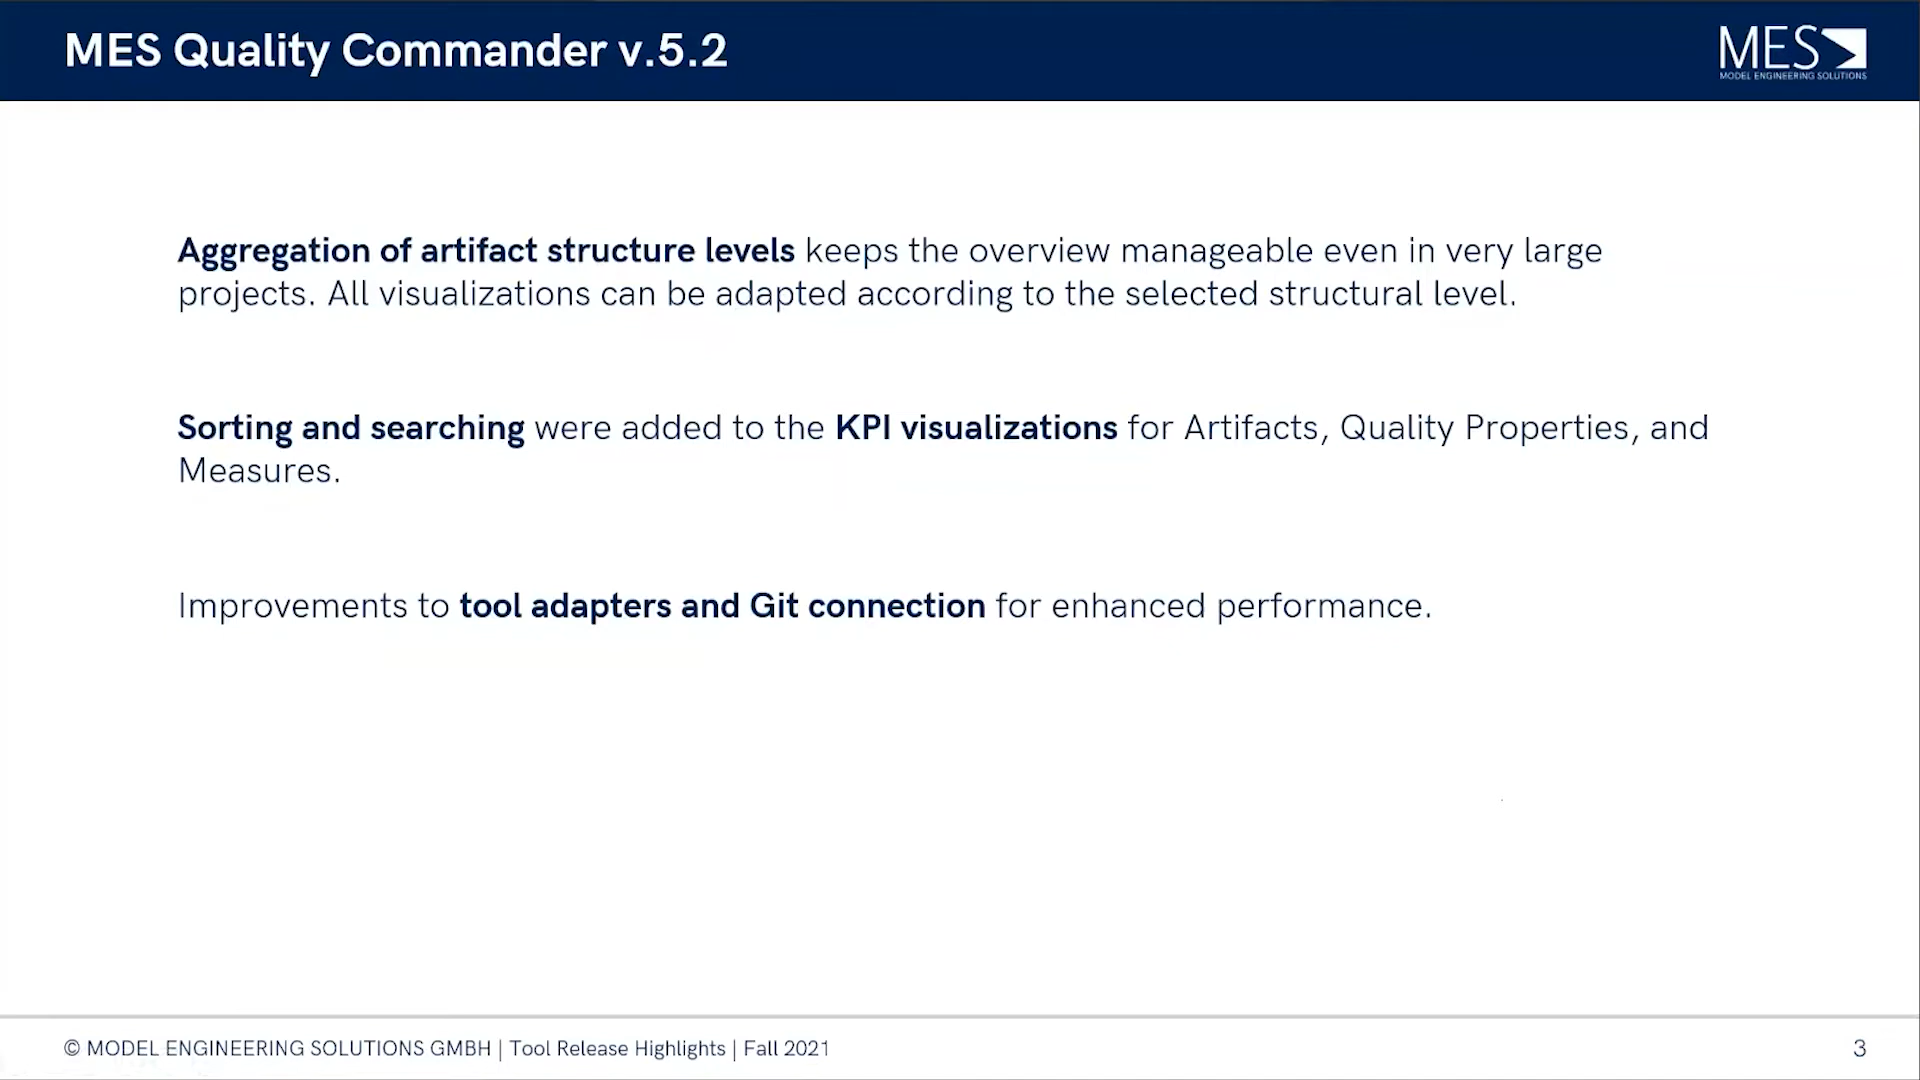 MES Quality Commander v.5.2
MES
MODEL ENGINEERING SOLUTIONS
Aggregation of artifact structure levels keeps the overview manageable even in very large
projects. All visualizations can be adapted according to the selected structural level.
Sorting and searching were added to the KPI visualizations for Artifacts, Quality Properties, and
Measures.
Improvements to tool adapters and Git connection for enhanced performance.
© MODEL ENGINEERING SOLUTIONS GMBH | Tool Release Highlights | Fall 2021
3